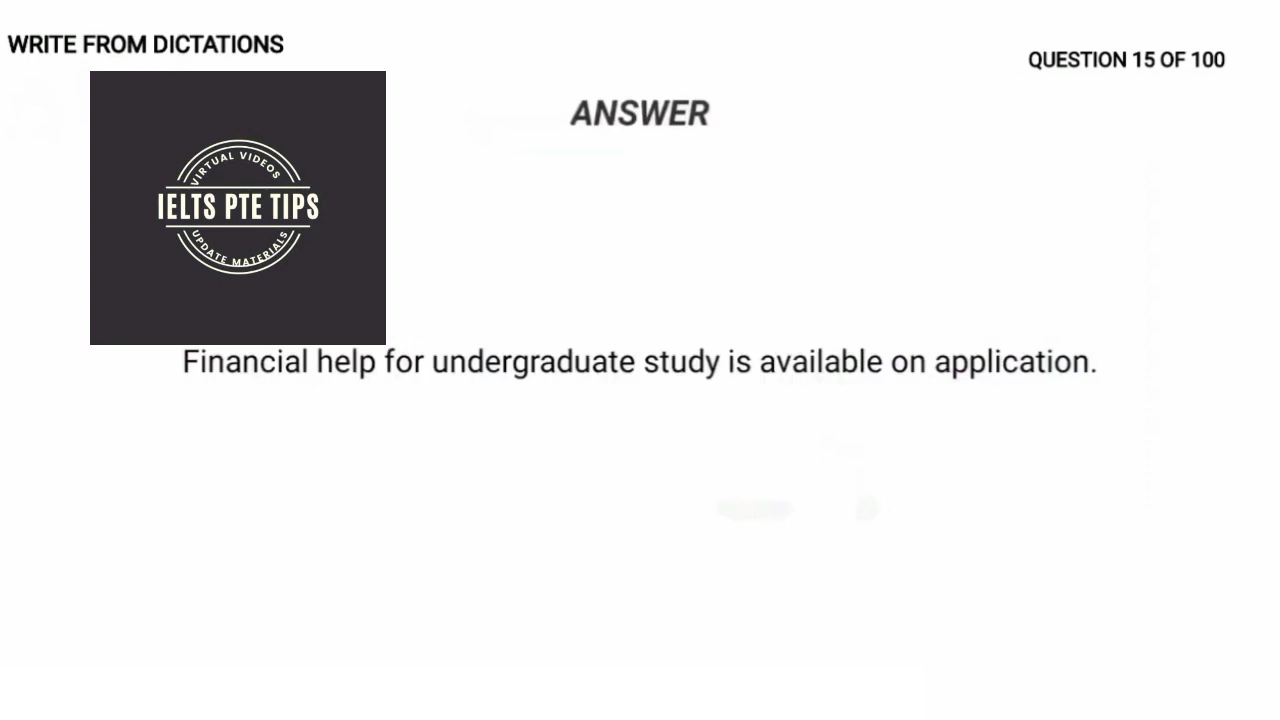 WRITE FROM DICTATIONS
QUESTION 15 OF 100
ANSWER
VIRTUAL VIDEOS
IELTS PTE TIPS
UPDATE MATERIALS
Financial help for undergraduate study is available on application.